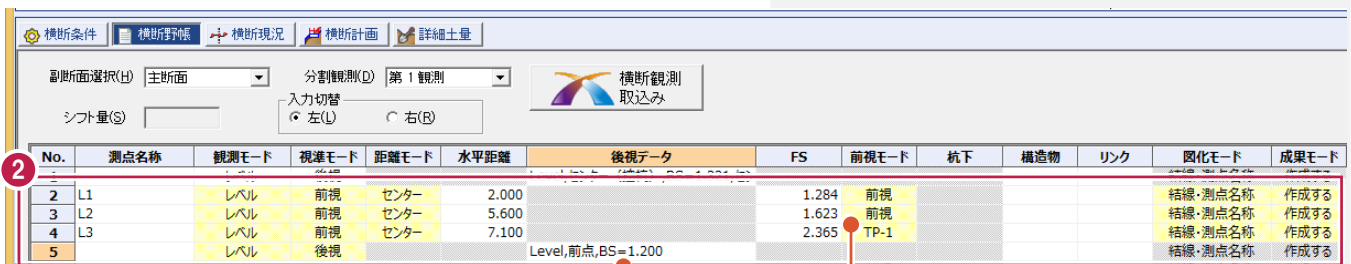 横断条件 横断野帳 横断現況 横断計画 詳細土量
副断面選択(H) 主断面 分割観測(D) 第 1 観測 横断観測
取込み
入力切替
シフト量(S) 左(L) 右(R)
2
No. 測点名称 観測モード 視準モード 距離モード 水平距離 後視データ FS 前視モード 杭下 構造物 リンク 図化モード 成果モード
2 L1 レベル 前視 センター 2.000 1.284 前視 結線・測点名称 作成する
3 L2 レベル 前視 センター 5.600 1.623 前視 結線・測点名称 作成する
4 L3 レベル 前視 センター 7.100 2.365 TP-1 結線・測点名称 作成する
5 レベル 後視 Level,前点,BS=1.200 結線・測点名称 作成する